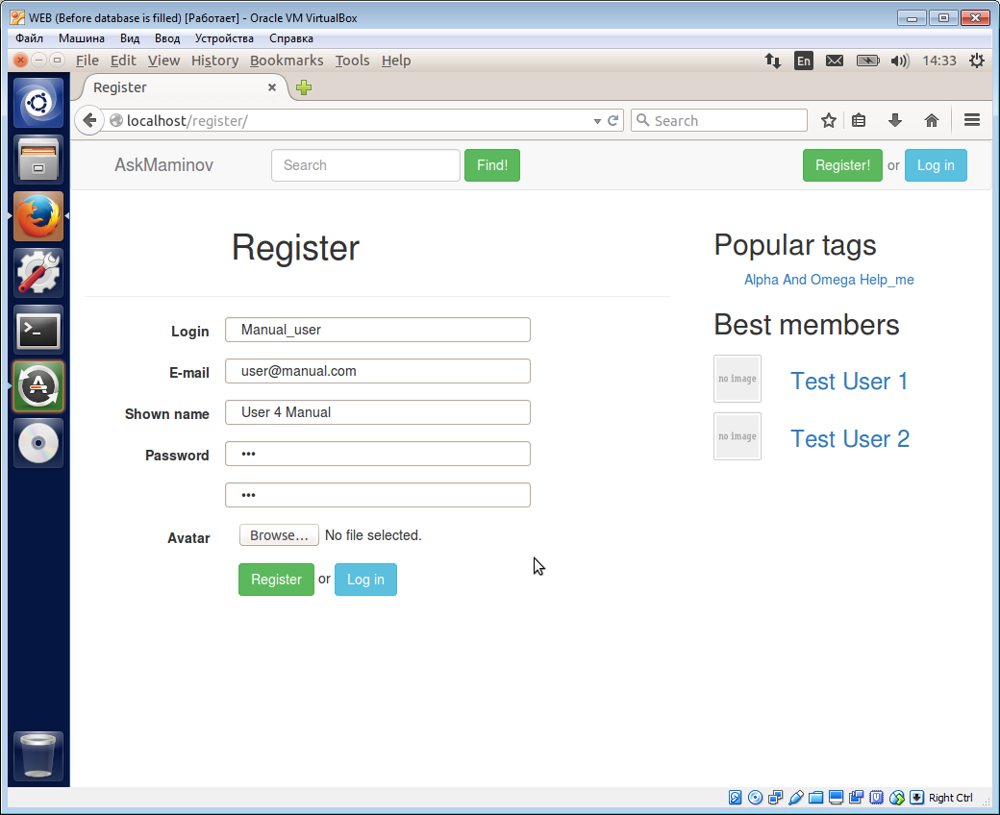 WEB (Before database is filled) [Работает] - Oracle VM VirtualBox
Файл Машина Вид Ввод Устройства Справка
File Edit View History Bookmarks Tools Help En 14:33
Register
localhost/register/ Search
AskMaminov Search Find! Register! or Log in
Register
Login Manual_user
E-mail user@manual.com
Shown name User 4 Manual
Password •••
•••
Avatar Browse... No file selected.
Register or Log in
Popular tags
Alpha And Omega Help_me
Best members
no image Test User 1
no image Test User 2
Right Ctrl